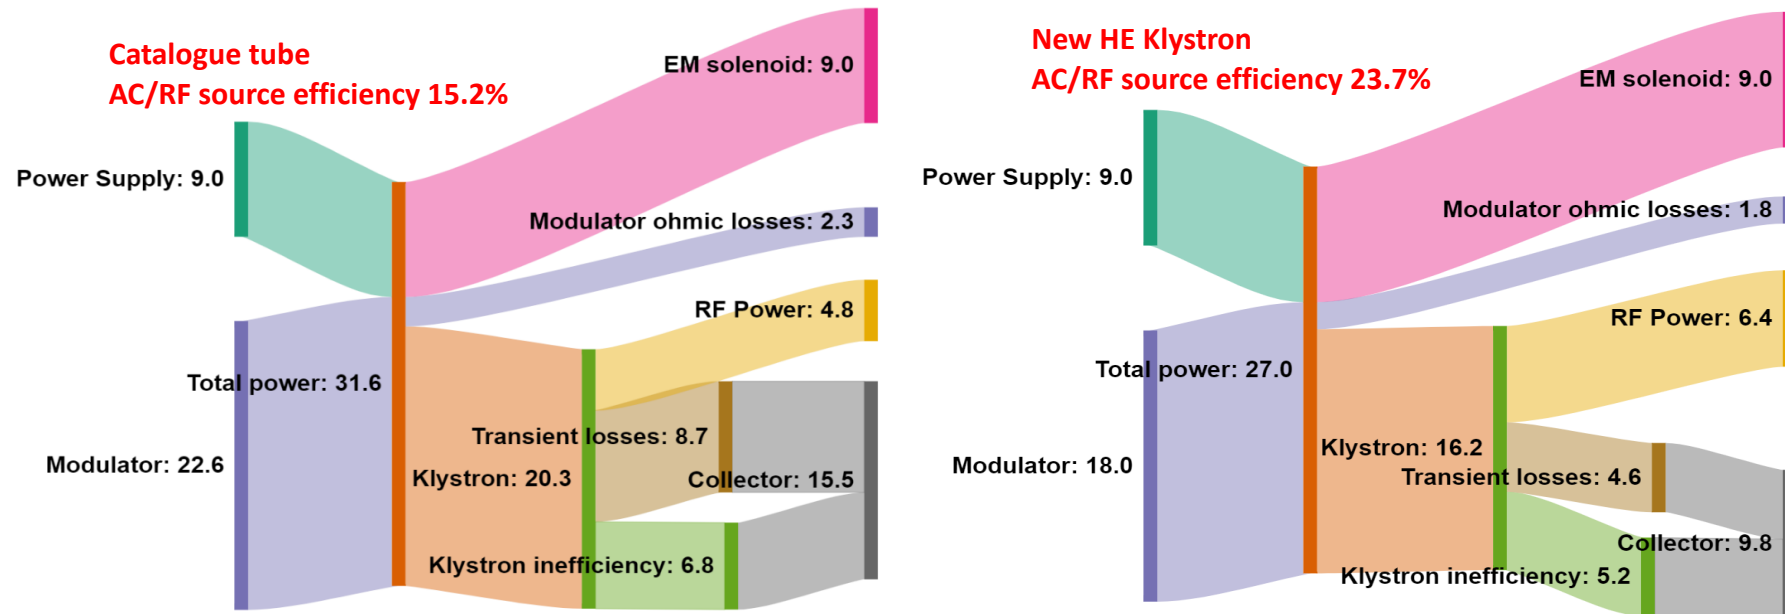 Catalogue tube
AC/RF source efficiency 15.2%
EM solenoid: 9.0
Power Supply: 9.0
Modulator ohmic losses: 2.3
RF Power: 4.8
Total power: 31.6
Transient losses: 8.7
Modulator: 22.6
Klystron: 20.3
Collector: 15.5
Klystron inefficiency: 6.8
New HE Klystron
AC/RF source efficiency 23.7%
EM solenoid: 9.0
Power Supply: 9.0
Modulator ohmic losses: 1.8
RF Power: 6.4
Total power: 27.0
Klystron: 16.2
Modulator: 18.0
Transient losses: 4.6
Collector: 9.8
Klystron inefficiency: 5.2